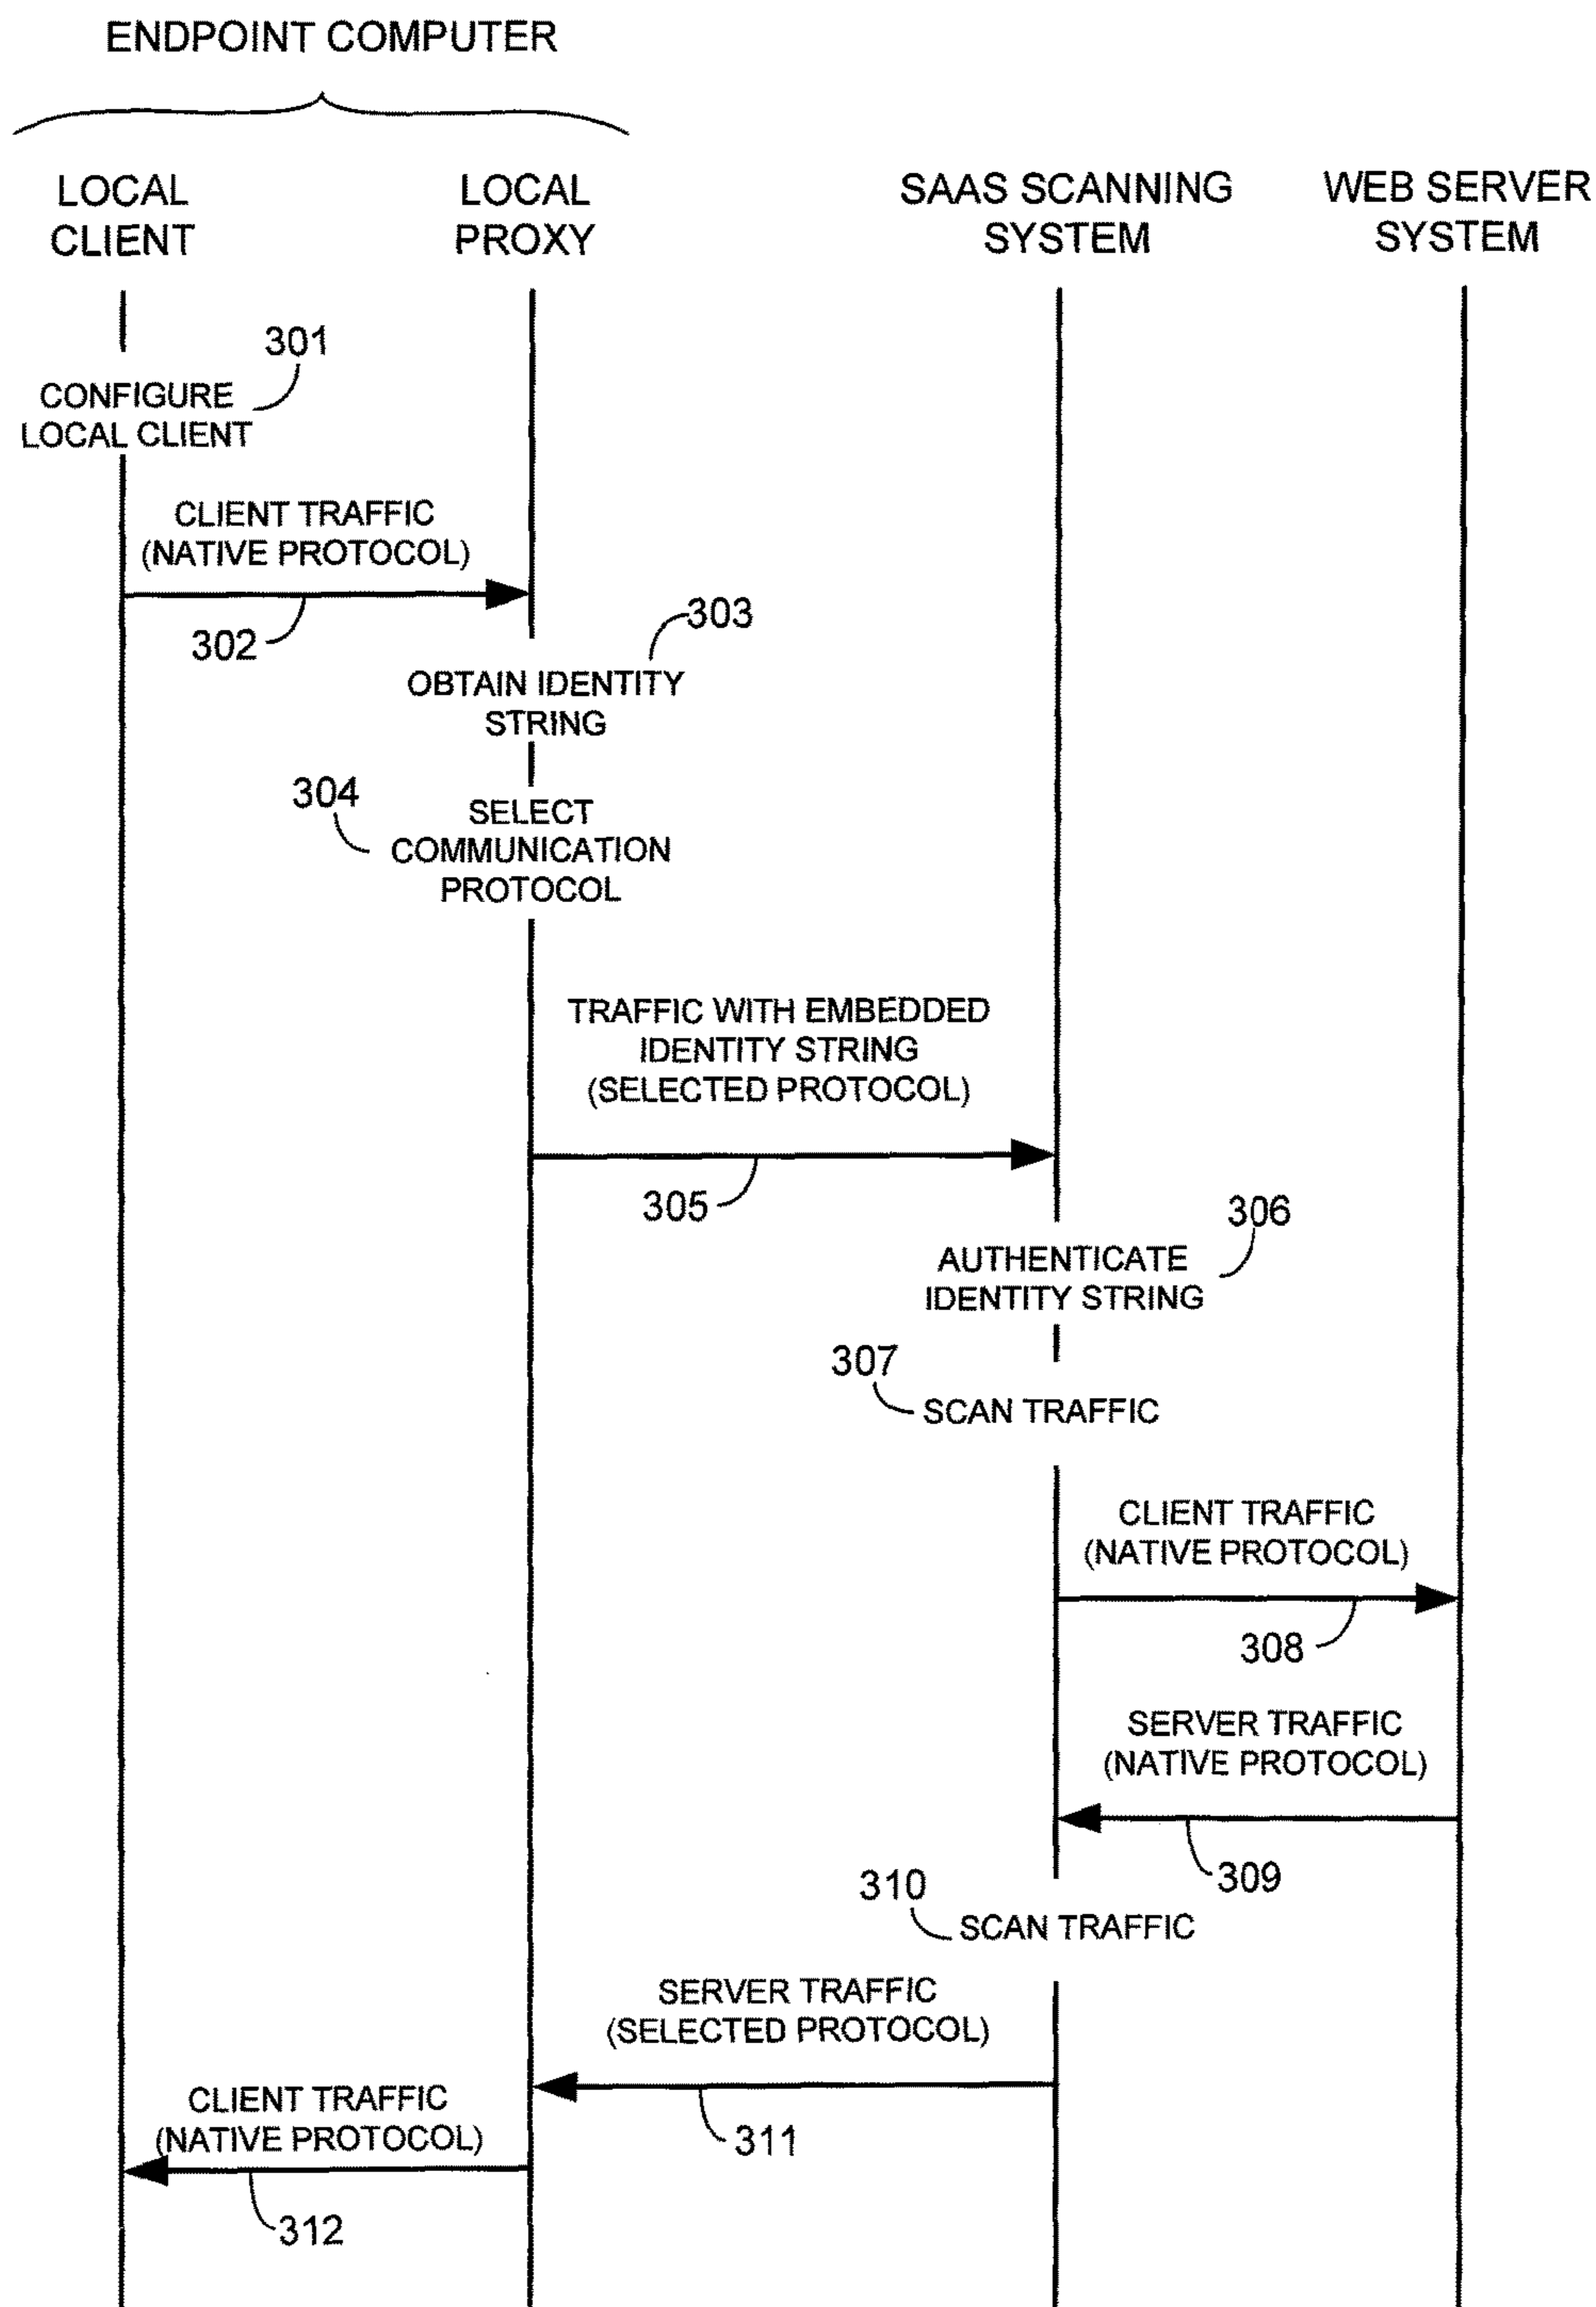 ENDPOINT COMPUTER
LOCAL
CLIENT
LOCAL
PROXY
SAAS SCANNING
SYSTEM
WEB SERVER
SYSTEM
301
CONFIGURE
LOCAL CLIENT
CLIENT TRAFFIC
(NATIVE PROTOCOL)
302
303
OBTAIN IDENTITY
STRING
304
SELECT
COMMUNICATION
PROTOCOL
TRAFFIC WITH EMBEDDED
IDENTITY STRING
(SELECTED PROTOCOL)
305
306
AUTHENTICATE
IDENTITY STRING
307
SCAN TRAFFIC
CLIENT TRAFFIC
(NATIVE PROTOCOL)
308
SERVER TRAFFIC
(NATIVE PROTOCOL)
309
310
SCAN TRAFFIC
SERVER TRAFFIC
(SELECTED PROTOCOL)
311
CLIENT TRAFFIC
(NATIVE PROTOCOL)
312